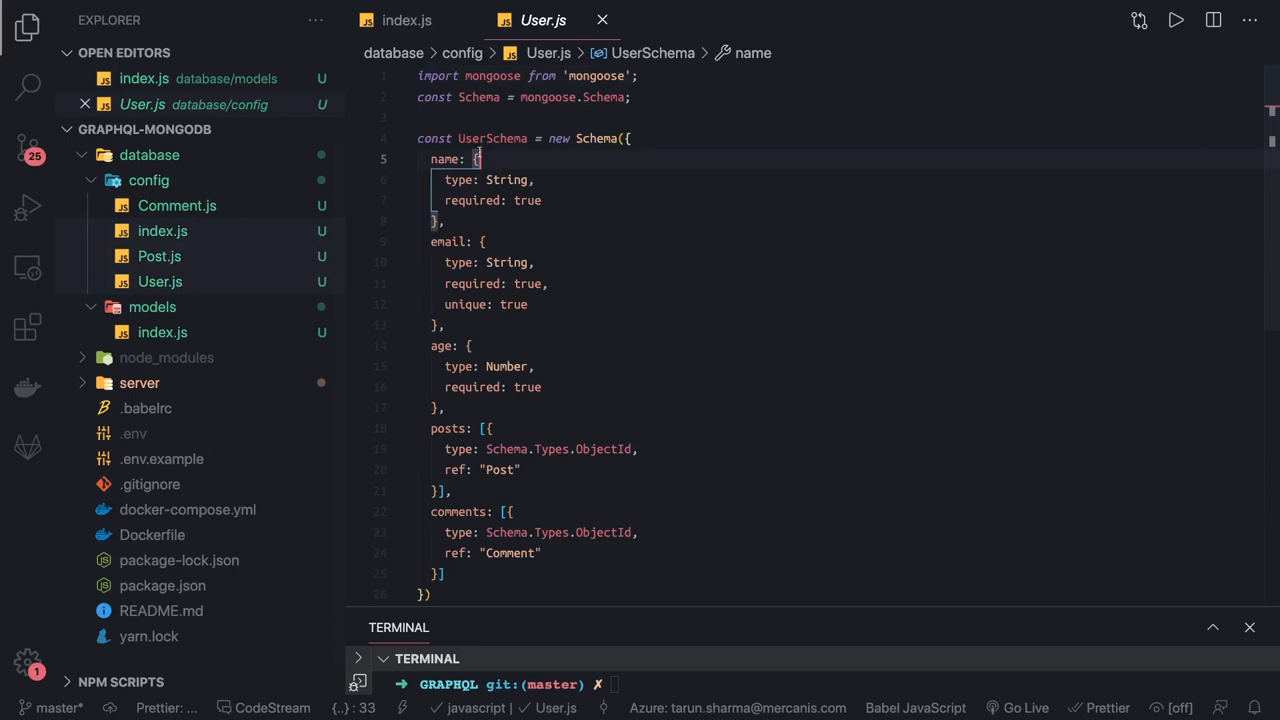 EXPLORER
index.js
User.js
OPEN EDITORS
index.js database/models U
User.js database/config U
GRAPHQL-MONGODB
database
config
Comment.js U
index.js U
Post.js U
User.js U
models
index.js U
node_modules
server
.babelrc
.env
.env.example
.gitignore
docker-compose.yml
Dockerfile
package-lock.json
package.json
README.md
yarn.lock
NPM SCRIPTS
25
1
database > config > User.js > UserSchema > name
1 import mongoose from 'mongoose';
2 const Schema = mongoose.Schema;
3
4 const UserSchema = new Schema({
5 name: {
6 type: String,
7 required: true
8 },
9 email: {
10 type: String,
11 required: true,
12 unique: true
13 },
14 age: {
15 type: Number,
16 required: true
17 },
18 posts: [{
19 type: Schema.Types.ObjectId,
20 ref: "Post"
21 }],
22 comments: [{
23 type: Schema.Types.ObjectId,
24 ref: "Comment"
25 }]
26 })
TERMINAL
TERMINAL
→ GRAPHQL git:(master) ✗
master* Prettier: ... CodeStream {..} : 33 ✓ javascript | ✓ User.js Azure: tarun.sharma@mercanis.com Babel JavaScript Go Live Prettier [off]